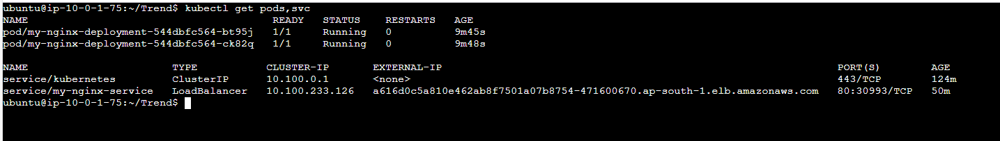 ubuntu@ip-10-0-1-75:~/Trend$ kubectl get pods,svc
NAME READY STATUS RESTARTS AGE
pod/my-nginx-deployment-544dbfc564-bt95j 1/1 Running 0 9m45s
pod/my-nginx-deployment-544dbfc564-ck82q 1/1 Running 0 9m48s
NAME TYPE CLUSTER-IP EXTERNAL-IP PORT(S) AGE
service/kubernetes ClusterIP 10.100.0.1 <none> 443/TCP 124m
service/my-nginx-service LoadBalancer 10.100.233.126 a616d0c5a810e462ab8f7501a07b8754-471600670.ap-south-1.elb.amazonaws.com 80:30993/TCP 50m
ubuntu@ip-10-0-1-75:~/Trend$